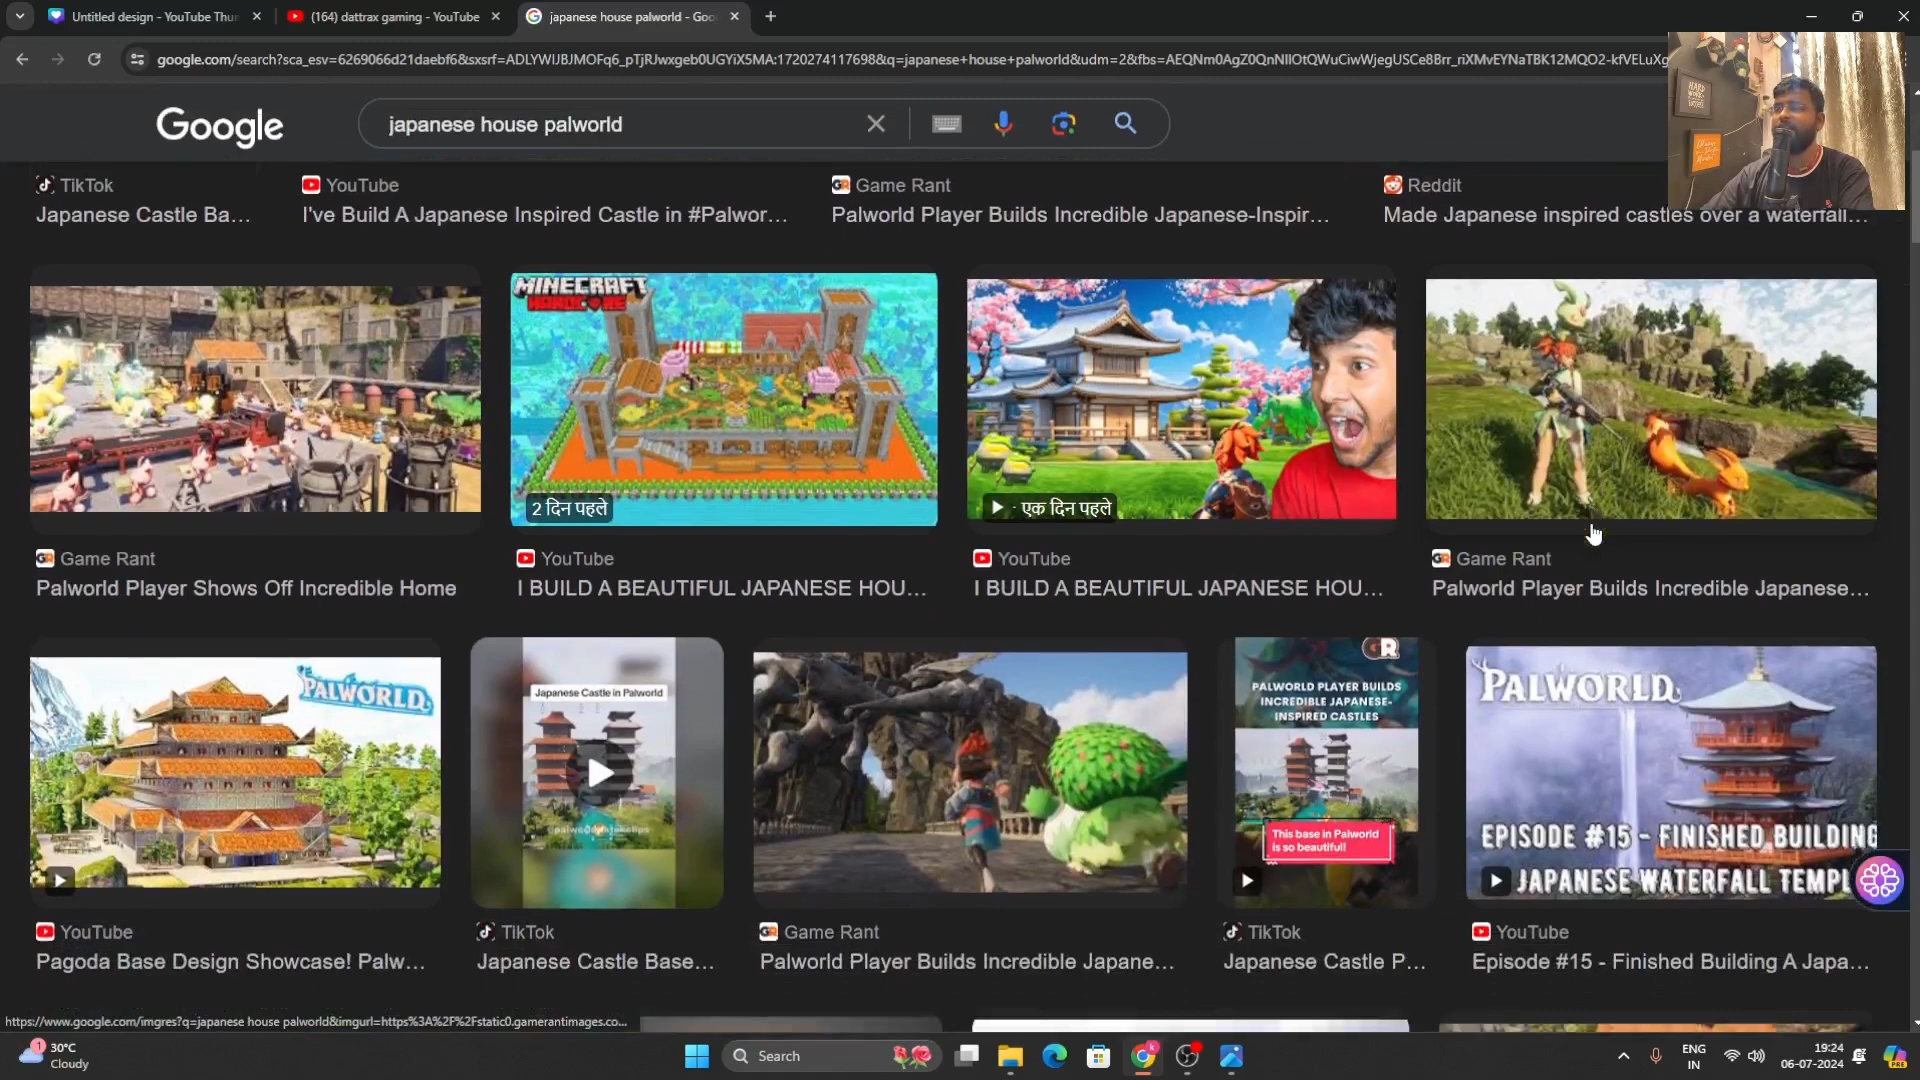 Untitled design - YouTube Thur
(164) dattrax gaming - YouTube
japanese house palworld - Goo
google.com/search?sca_esv=6269066d21daebf6&sxsrf=ADLYWIJBJMOFq6_pTjRJwxgeb0UGYiX5MA:1720274117698&q=japanese+house+palworld&udm=2&fbs=AEQNm0AgZ0QnNIlOtQWuCiwWjegUSCe8Brr_riXMvEYNaTBK12MQO2-kfVELuXg
Google
japanese house palworld
HARD
TikTok
YouTube
Game Rant
Reddit
Japanese Castle Ba...
I've Build A Japanese Inspired Castle in #Palwor...
Palworld Player Builds Incredible Japanese-Inspir...
Made Japanese inspired castles over a waterfall...
MINECRAFT
HARDCORE
2 दिन पहले
एक दिन पहले
Game Rant
YouTube
YouTube
Game Rant
Palworld Player Shows Off Incredible Home
I BUILD A BEAUTIFUL JAPANESE HOU...
I BUILD A BEAUTIFUL JAPANESE HOU...
Palworld Player Builds Incredible Japanese...
PALWORLD
Japanese Castle in Palworld
GR
PALWORLD PLAYER BUILDS
INCREDIBLE JAPANESE-
INSPIRED CASTLES
This base in Palworld
is so beautiful!
PALWORLD
EPISODE #15 - FINISHED BUILDING
JAPANESE WATERFALL TEMPL
YouTube
TikTok
Game Rant
TikTok
YouTube
Pagoda Base Design Showcase! Palw...
Japanese Castle Base...
Palworld Player Builds Incredible Japane...
Japanese Castle P...
Episode #15 - Finished Building A Japa...
https://www.google.com/imgres?q=japanese house palworld&imgurl=https%3A%2F%2Fstatic0.gamerantimages.co...
1
30°C
Cloudy
Search
ENG
IN
19:24
06-07-2024
PRE